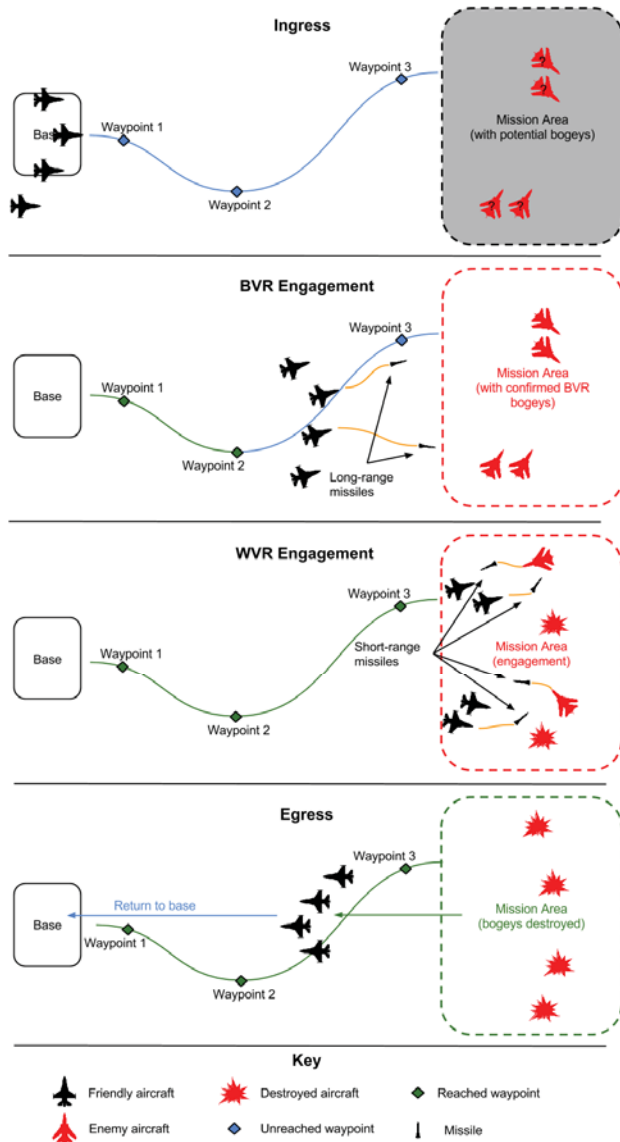 Ingress
Waypoint 3
Waypoint 1
Base
Mission Area
(with potential bogeys)
? ? ? ?
Waypoint 2
BVR Engagement
Waypoint 3
Waypoint 1
Base
Mission Area
(with confirmed BVR
bogeys)
Waypoint 2
Long-range
missiles
WVR Engagement
Waypoint 3
Waypoint 1
Base
Short-range
missiles
Mission Area
(engagement)
Waypoint 2
Egress
Waypoint 3
Return to base
Base
Mission Area
(bogeys destroyed)
Waypoint 1
Waypoint 2
Key
Friendly aircraft
Destroyed aircraft
Reached waypoint
Enemy aircraft
Unreached waypoint
Missile